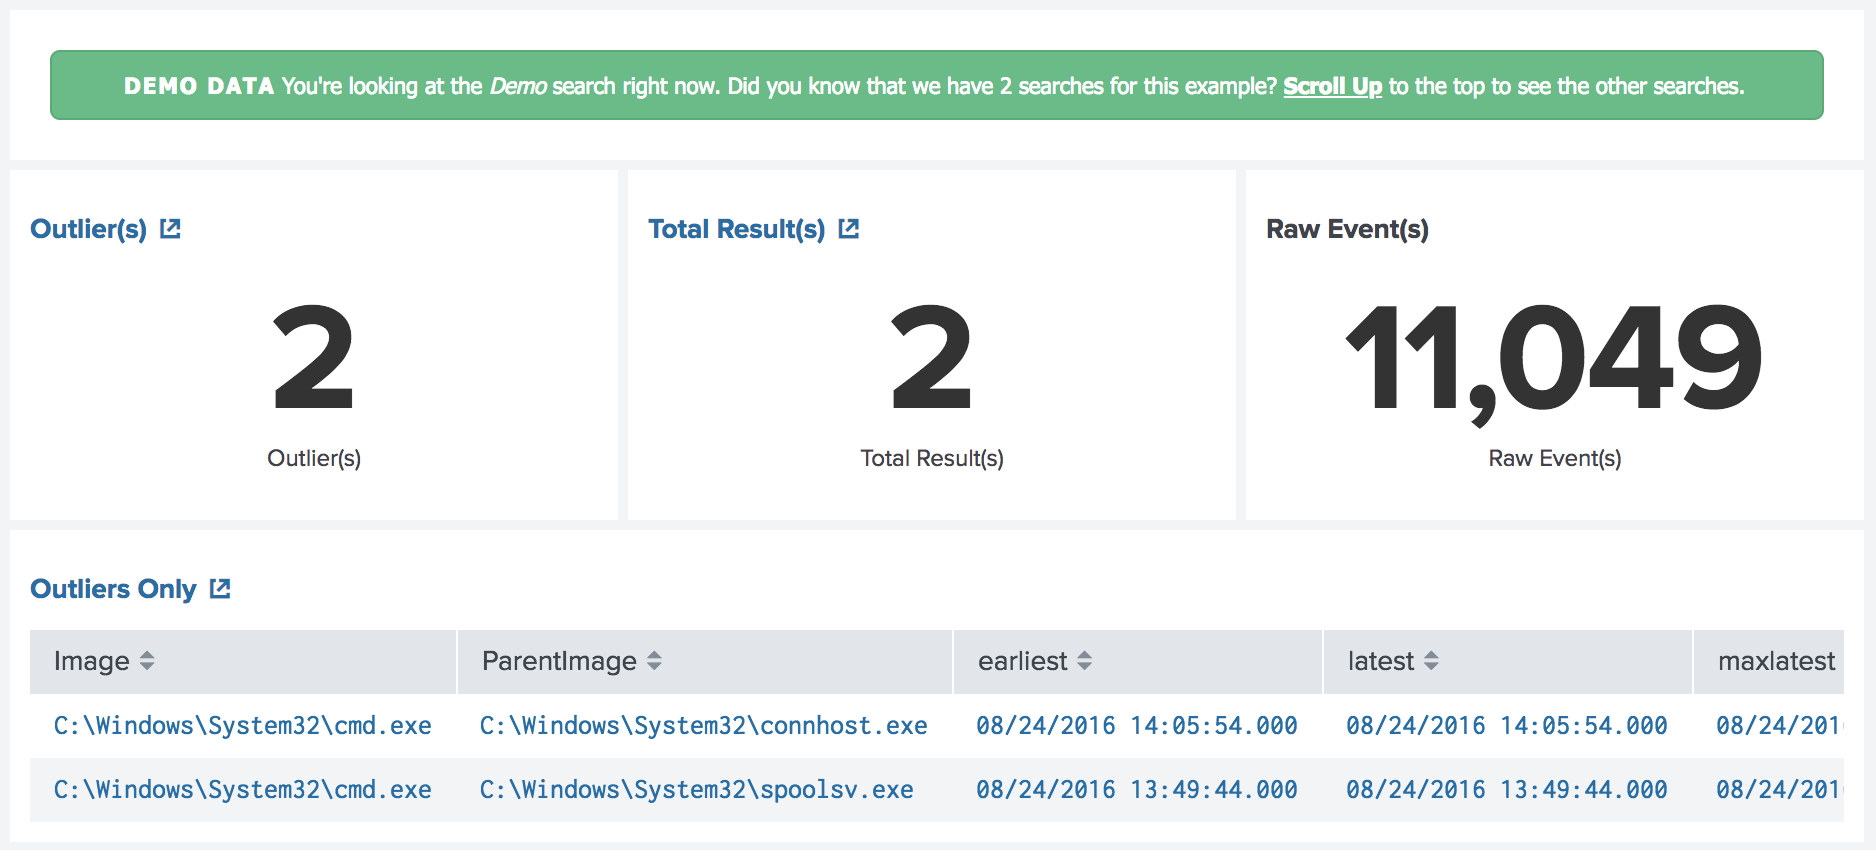 DEMO DATA You're looking at the Demo search right now. Did you know that we have 2 searches for this example? Scroll Up to the top to see the other searches.
Outlier(s)
2
Outlier(s)
Total Result(s)
2
Total Result(s)
Raw Event(s)
11,049
Raw Event(s)
Outliers Only
Image ParentImage earliest latest maxlatest
C:\Windows\System32\cmd.exe C:\Windows\System32\connhost.exe 08/24/2016 14:05:54.000 08/24/2016 14:05:54.000 08/24/201
C:\Windows\System32\cmd.exe C:\Windows\System32\spoolsv.exe 08/24/2016 13:49:44.000 08/24/2016 13:49:44.000 08/24/201